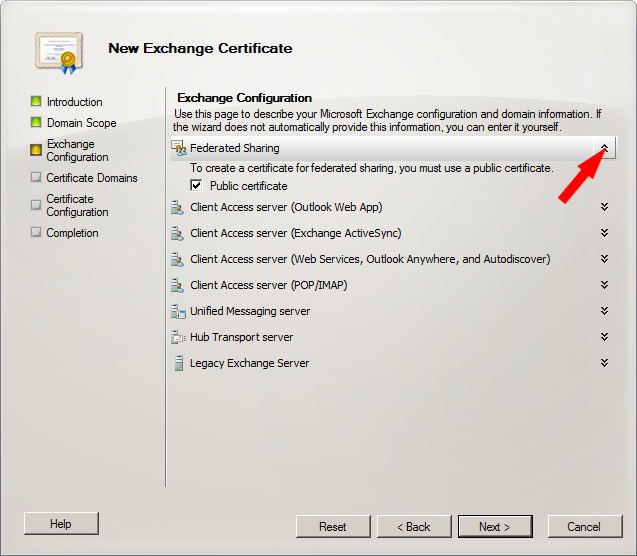 New Exchange Certificate
Introduction
Domain Scope
Exchange
Configuration
Certificate Domains
Certificate
Configuration
Completion
Exchange Configuration
Use this page to describe your Microsoft Exchange configuration and domain information. If
the wizard does not automatically provide this information, you can enter it yourself.
Federated Sharing
To create a certificate for federated sharing, you must use a public certificate.
Public certificate
Client Access server (Outlook Web App)
Client Access server (Exchange ActiveSync)
Client Access server (Web Services, Outlook Anywhere, and Autodiscover)
Client Access server (POP/IMAP)
Unified Messaging server
Hub Transport server
Legacy Exchange Server
Help
Reset
< Back
Next >
Cancel